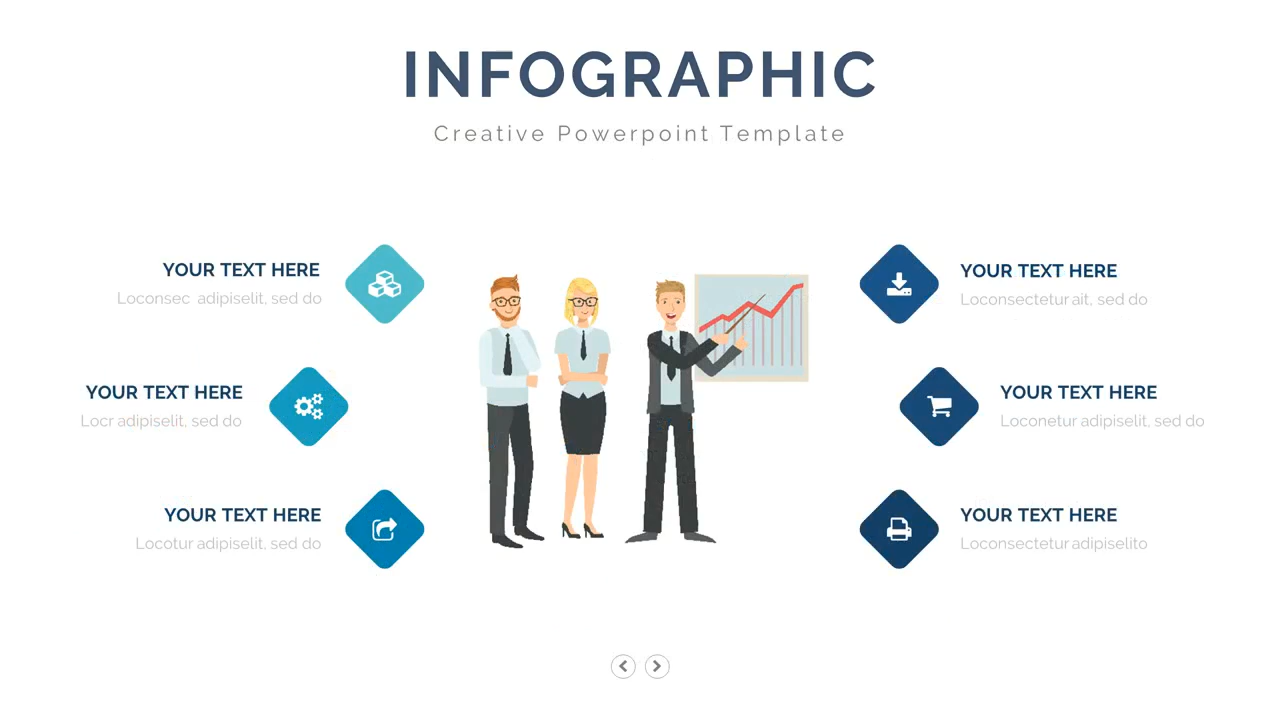 INFOGRAPHIC
Creative Powerpoint Template
YOUR TEXT HERE
Loconsec adipiselit, sed do
YOUR TEXT HERE
Locr adipiselit, sed do
YOUR TEXT HERE
Locotur adipiselit, sed do
YOUR TEXT HERE
Loconsectetur ait, sed do
YOUR TEXT HERE
Loconetur adipiselit, sed do
YOUR TEXT HERE
Loconsectetur adipiselito